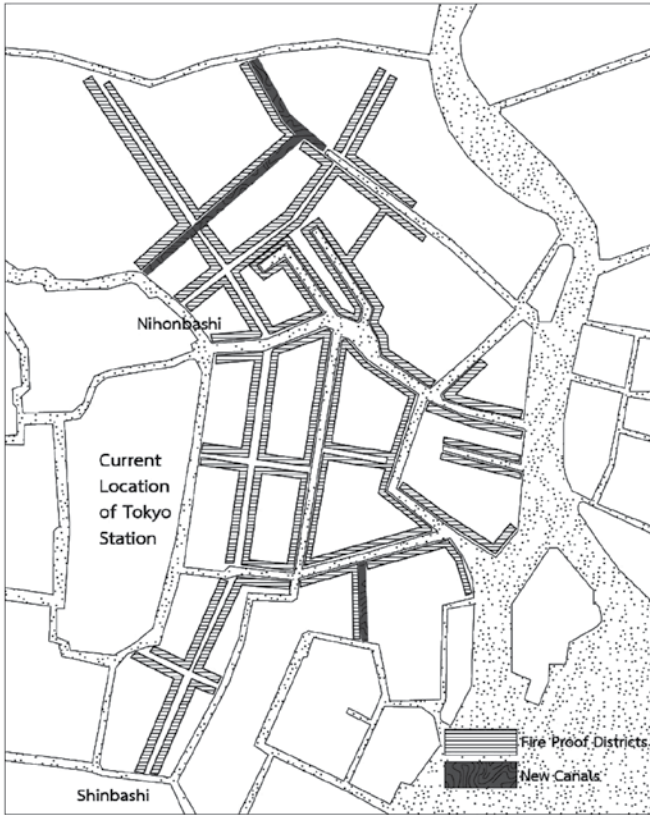 Nihonbashi
Current
Location
of Tokyo
Station
Fire Proof Districts
New Canals
Shinbashi